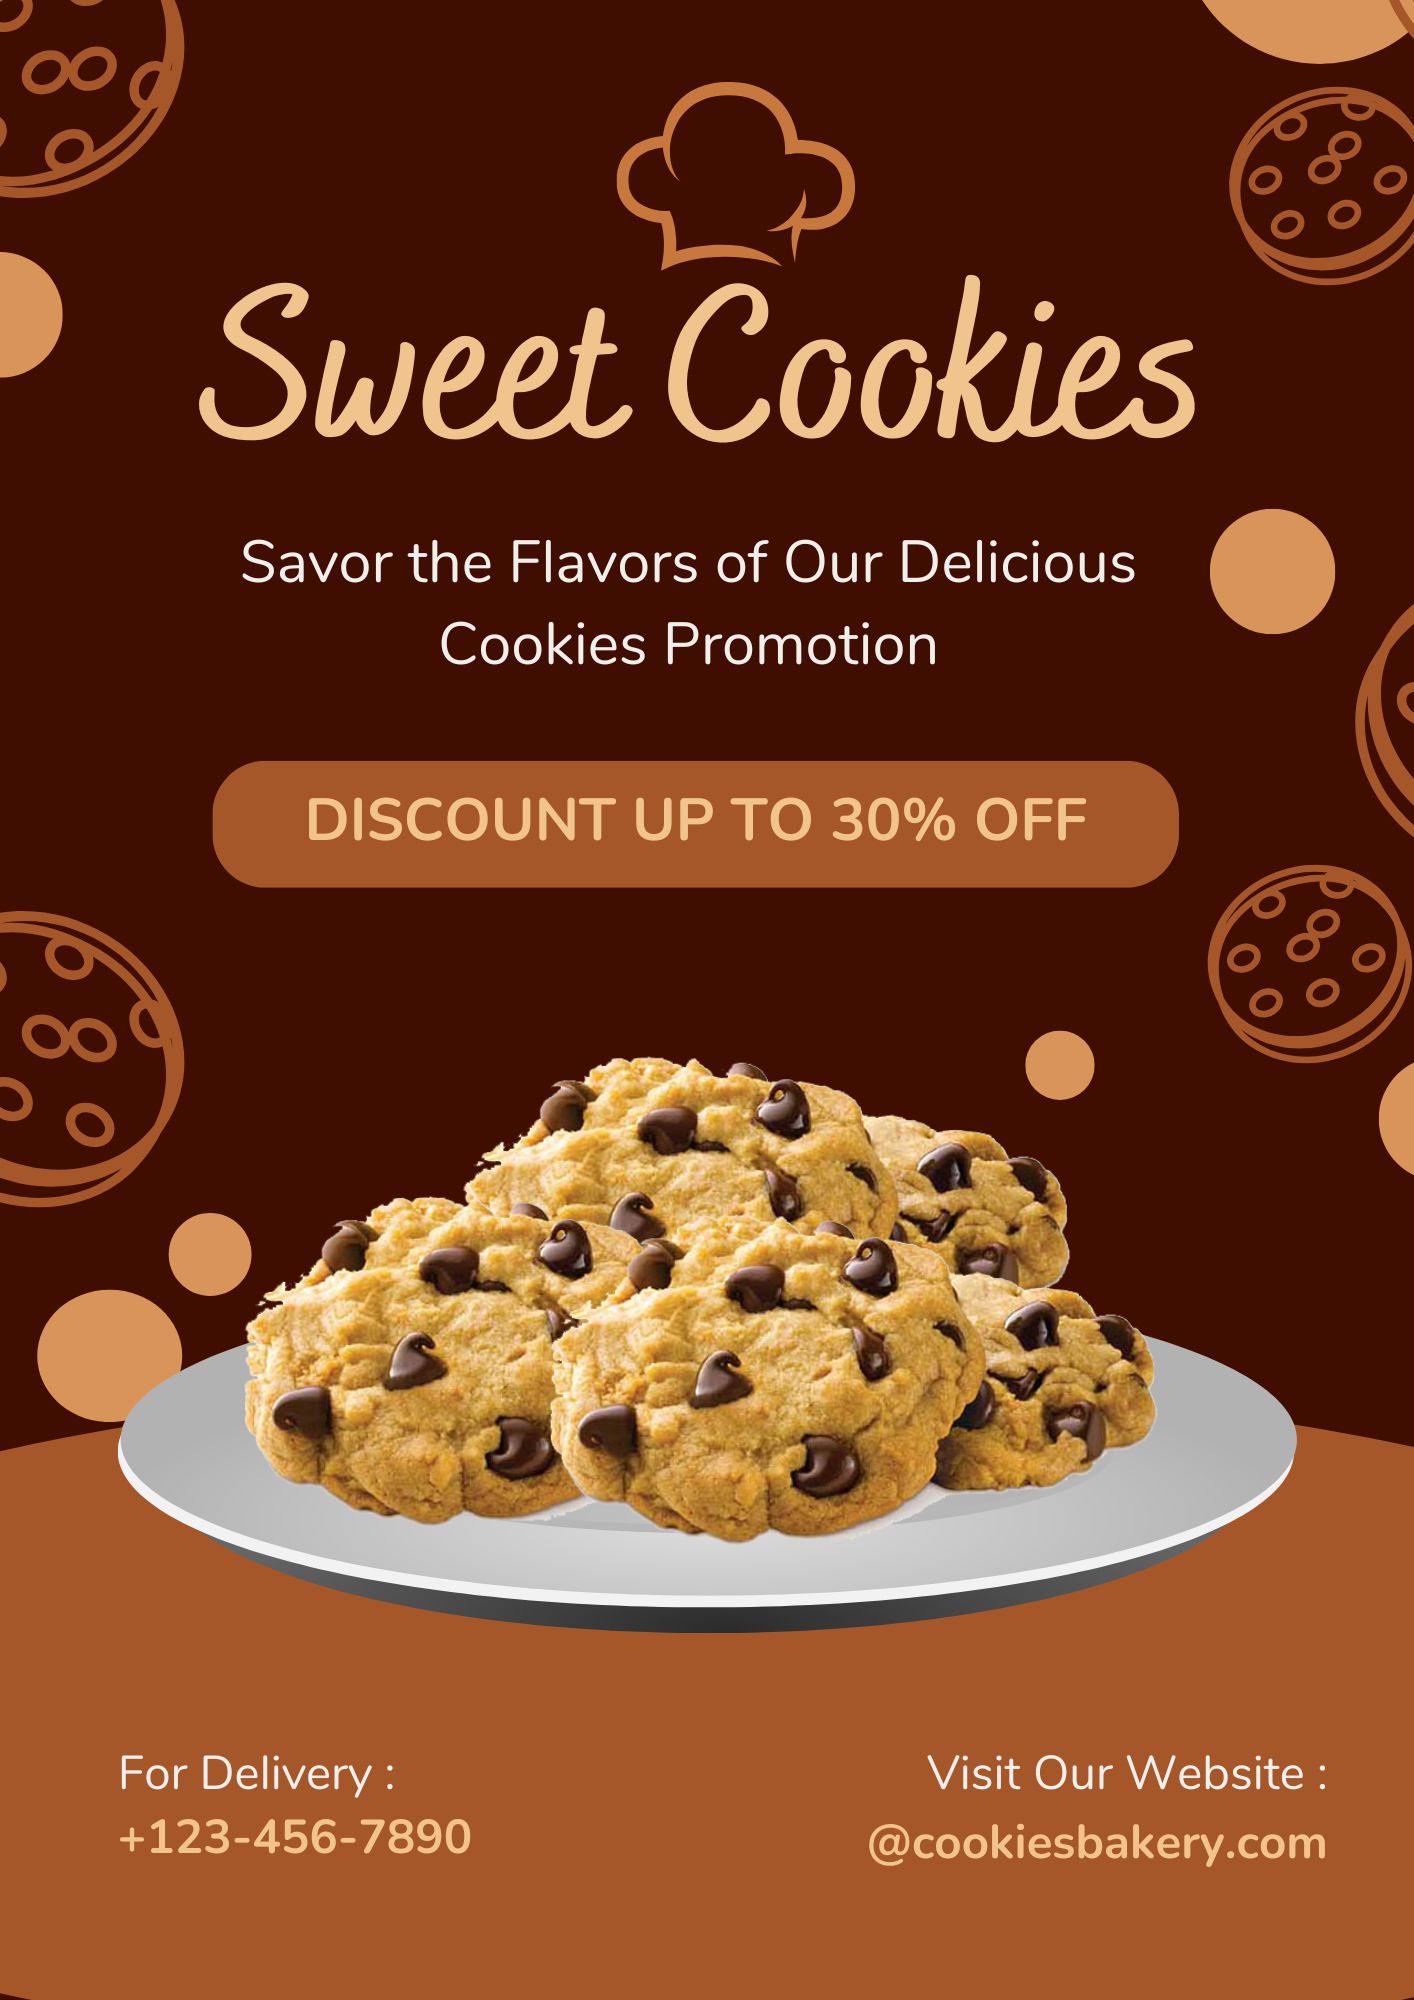 Sweet Cookies
Savor the Flavors of Our Delicious
Cookies Promotion
DISCOUNT UP TO 30% OFF
For Delivery :
+123-456-7890
Visit Our Website :
@cookiesbakery.com